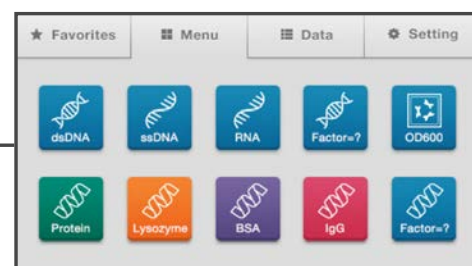 Favorites Menu Data Setting
dsDNA ssDNA RNA Factor=? OD600
Protein Lysozyme BSA IgG Factor=?